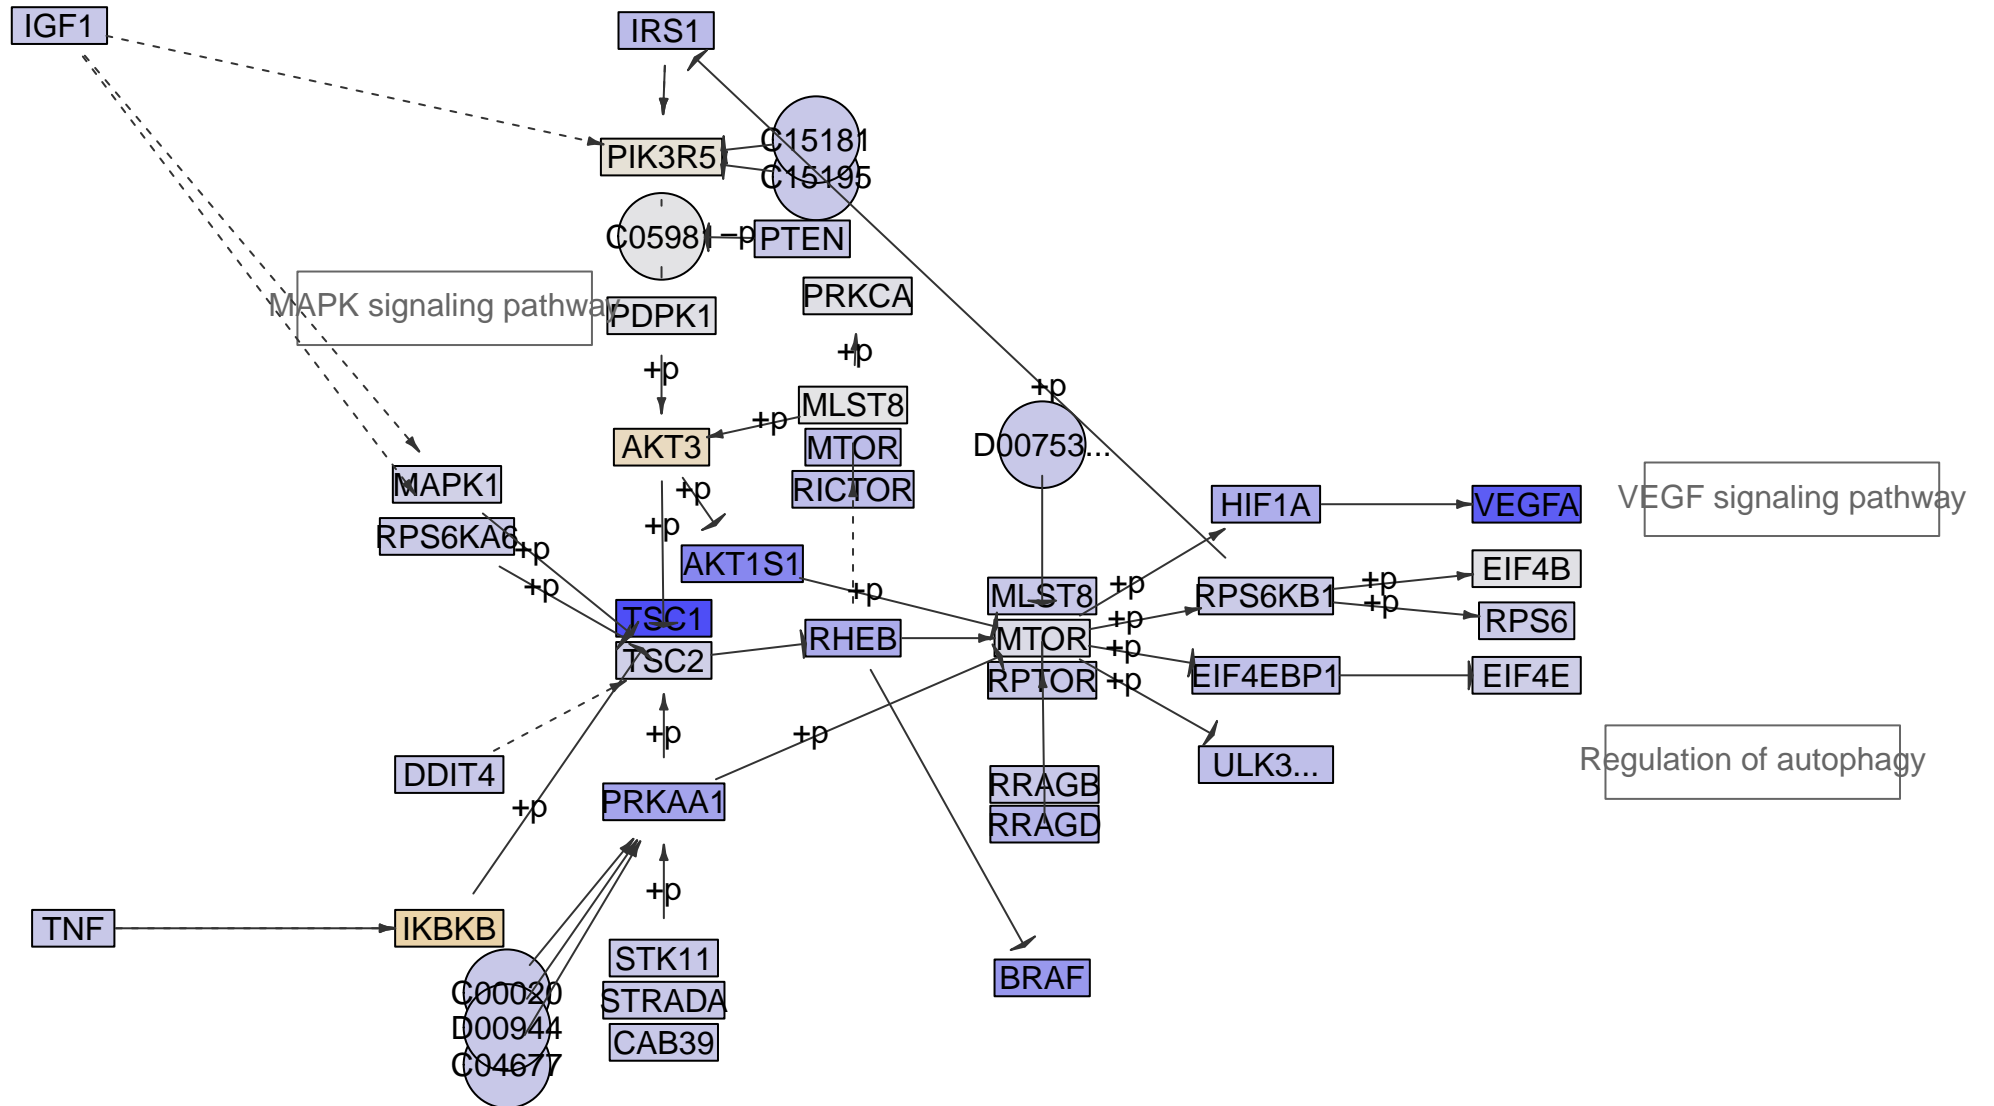 IGF1
IRS1
C15181
PIK3R5
C15195
C0598
-p
PTEN
PRKCA
MAPK signaling pathway
PDPK1
+p
+p
+p
MLST8
+p
AKT3
MTOR
D00753...
MAPK1
+p
RICTOR
HIF1A
VEGFA
VEGF signaling pathway
+p
RPS6KA6
+p
AKT1S1
EIF4B
+p
+p
+p
+p
MLST8
RPS6KB1
+p
TSC1
+p
RPS6
RHEB
MTOR
+p
TSC2
RPTOR
+p
EIF4EBP1
EIF4E
+p
+p
DDIT4
ULK3...
Regulation of autophagy
RRAGB
PRKAA1
+p
RRAGD
+p
TNF
IKBKB
STK11
BRAF
C00020
STRADA
D00944
CAB39
C04677